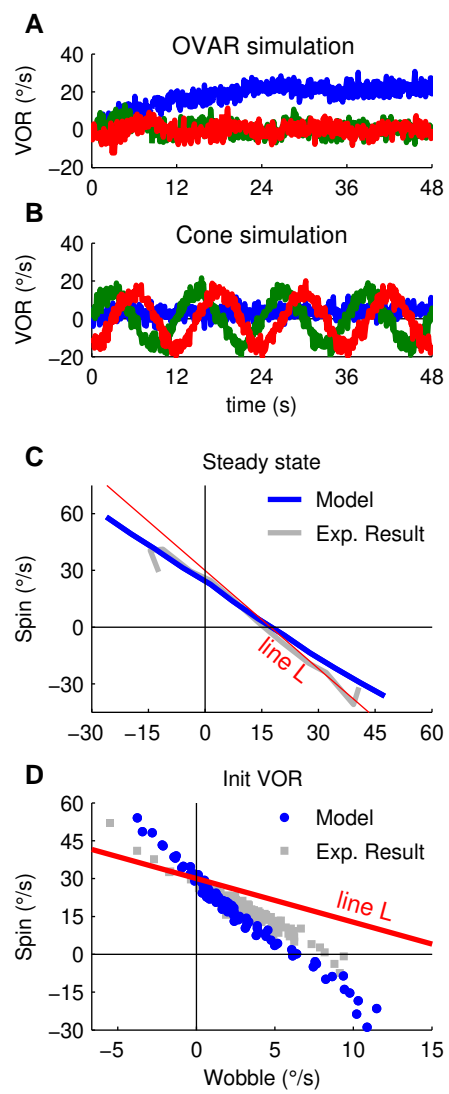 A
OVAR simulation
VOR (°/s)
40
20
0
−20
0 12 24 36 48
B
Cone simulation
VOR (°/s)
40
20
0
−20
0 12 24 36 48
time (s)
C
Steady state
Spin (°/s)
60
30
0
−30
Model
Exp. Result
line L
−30 −15 0 15 30 45 60
D
Init VOR
Spin (°/s)
60
45
30
15
0
−15
−30
Model
Exp. Result
line L
−5 0 5 10 15
Wobble (°/s)